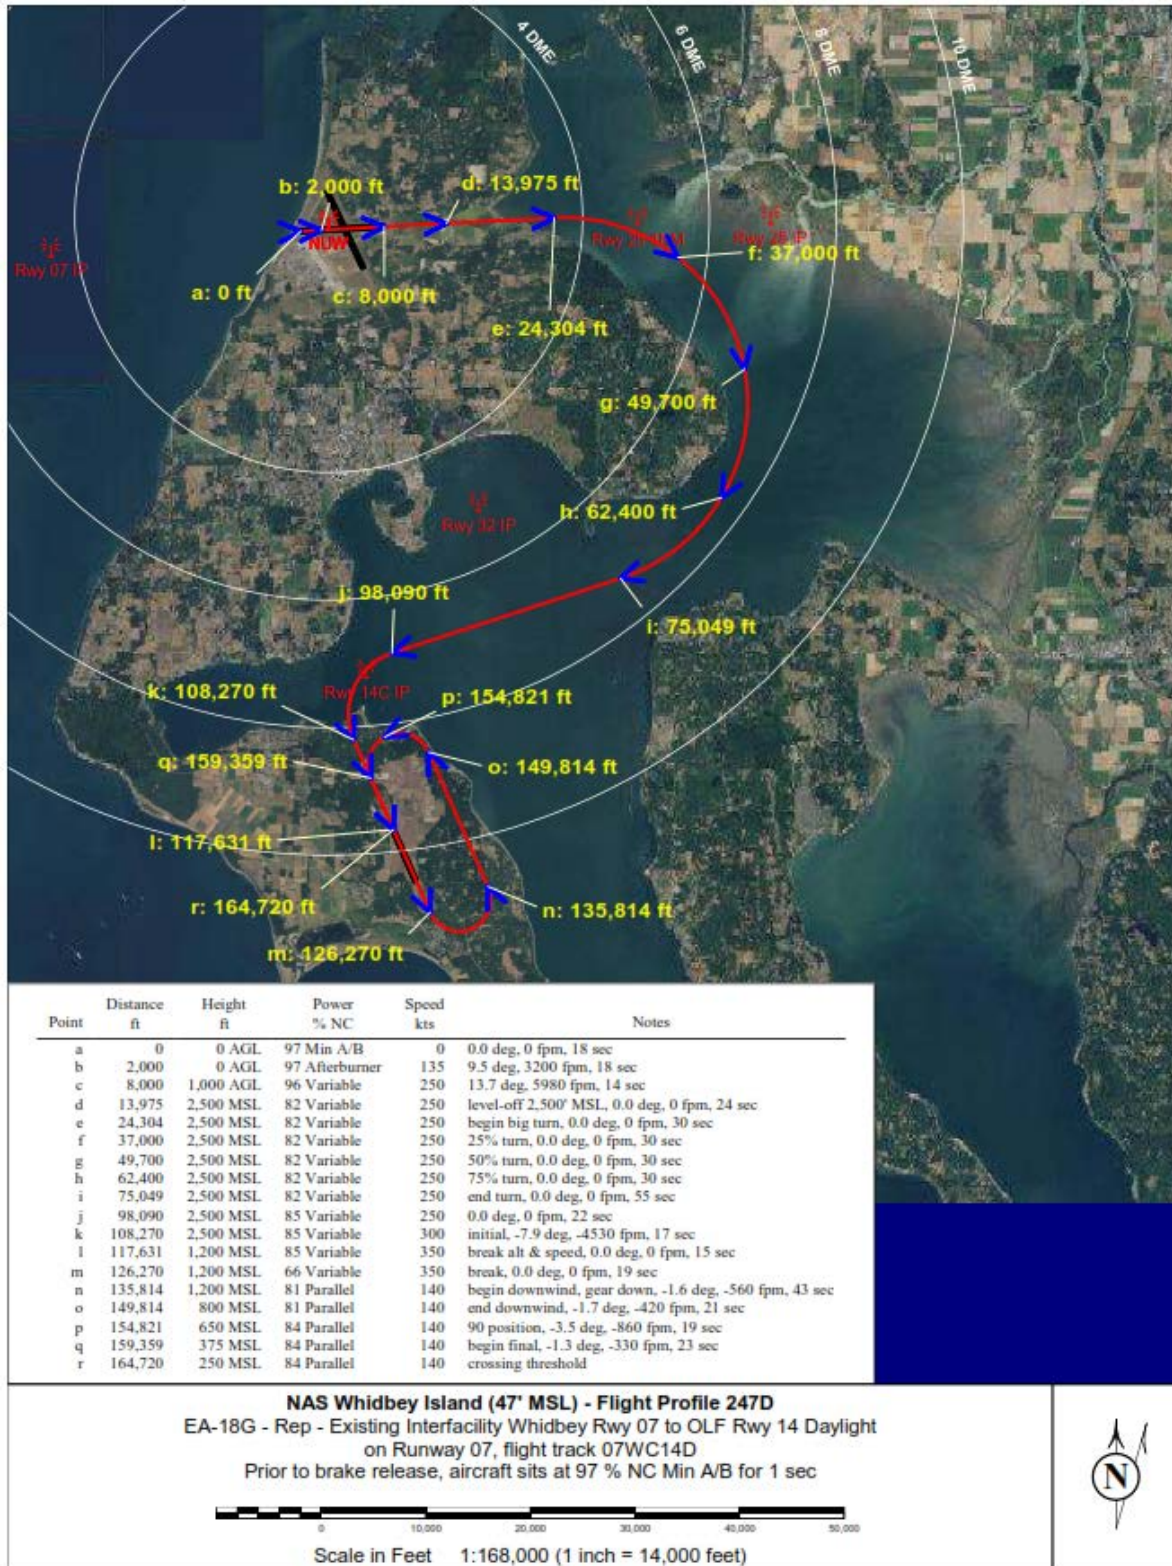 4 DME
6 DME
8 DME
10 DME
b: 2,000 ft
d: 13,975 ft
NUW
Rwy 07 IP
Rwy 25 IP
f: 37,000 ft
a: 0 ft
c: 8,000 ft
e: 24,304 ft
g: 49,700 ft
Rwy 32 IP
h: 62,400 ft
j: 98,090 ft
i: 75,049 ft
k: 108,270 ft
Rwy 14C IP
p: 154,821 ft
q: 159,359 ft
o: 149,814 ft
l: 117,631 ft
r: 164,720 ft
n: 135,814 ft
m: 126,270 ft
Point Distance ft Height ft Power % NC Speed kts Notes
a 0 0 AGL 97 Min A/B 0 0.0 deg, 0 fpm, 18 sec
b 2,000 0 AGL 97 Afterburner 135 9.5 deg, 3200 fpm, 18 sec
c 8,000 1,000 AGL 96 Variable 250 13.7 deg, 5980 fpm, 14 sec
d 13,975 2,500 MSL 82 Variable 250 level-off 2,500' MSL, 0.0 deg, 0 fpm, 24 sec
e 24,304 2,500 MSL 82 Variable 250 begin big turn, 0.0 deg, 0 fpm, 30 sec
f 37,000 2,500 MSL 82 Variable 250 25% turn, 0.0 deg, 0 fpm, 30 sec
g 49,700 2,500 MSL 82 Variable 250 50% turn, 0.0 deg, 0 fpm, 30 sec
h 62,400 2,500 MSL 82 Variable 250 75% turn, 0.0 deg, 0 fpm, 30 sec
i 75,049 2,500 MSL 82 Variable 250 end turn, 0.0 deg, 0 fpm, 55 sec
j 98,090 2,500 MSL 85 Variable 250 0.0 deg, 0 fpm, 22 sec
k 108,270 2,500 MSL 85 Variable 300 initial, -7.9 deg, -4530 fpm, 17 sec
l 117,631 1,200 MSL 85 Variable 350 break alt & speed, 0.0 deg, 0 fpm, 15 sec
m 126,270 1,200 MSL 66 Variable 350 break, 0.0 deg, 0 fpm, 19 sec
n 135,814 1,200 MSL 81 Parallel 140 begin downwind, gear down, -1.6 deg, -560 fpm, 43 sec
o 149,814 800 MSL 81 Parallel 140 end downwind, -1.7 deg, -420 fpm, 21 sec
p 154,821 650 MSL 84 Parallel 140 90 position, -3.5 deg, -860 fpm, 19 sec
q 159,359 375 MSL 84 Parallel 140 begin final, -1.3 deg, -330 fpm, 23 sec
r 164,720 250 MSL 84 Parallel 140 crossing threshold
NAS Whidbey Island (47' MSL) - Flight Profile 247D
EA-18G - Rep - Existing Interfacility Whidbey Rwy 07 to OLF Rwy 14 Daylight
on Runway 07, flight track 07WC14D
Prior to brake release, aircraft sits at 97 % NC Min A/B for 1 sec
0 10,000 20,000 30,000 40,000 50,000
Scale in Feet 1:168,000 (1 inch = 14,000 feet)
N